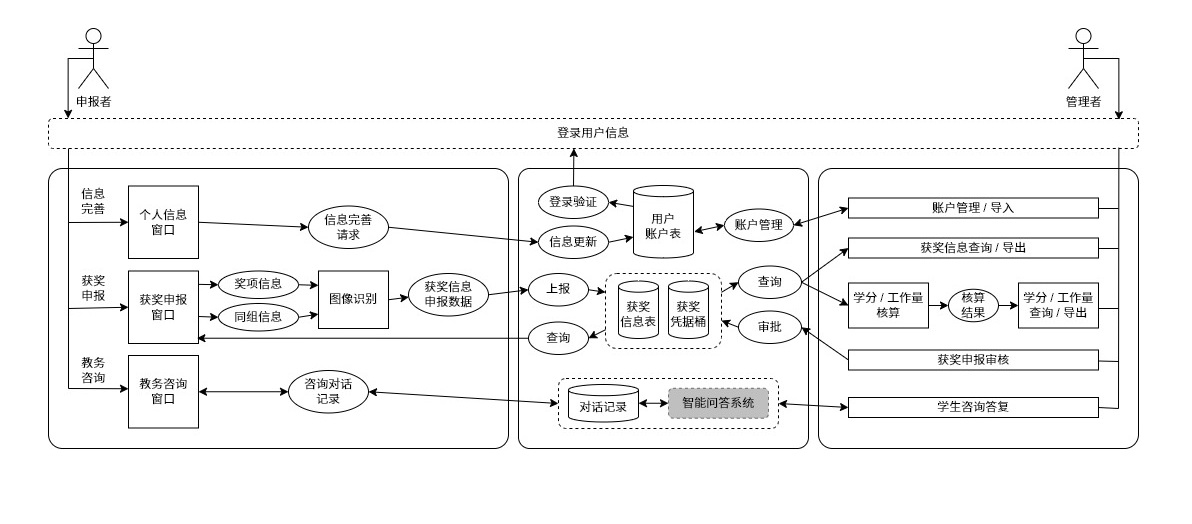 申报者
管理者
登录用户信息
信息
完善
个人信息
窗口
信息完善
请求
获奖
申报
获奖申报
窗口
奖项信息
同组信息
图像识别
获奖信息
申报数据
教务
咨询
教务咨询
窗口
咨询对话
记录
登录验证
信息更新
用户
账户表
账户管理
上报
查询
获奖
信息表
获奖
凭据桶
查询
审批
对话记录
智能问答系统
账户管理 / 导入
获奖信息查询 / 导出
学分 / 工作量
核算
核算
结果
学分 / 工作量
查询 / 导出
获奖申报审核
学生咨询答复